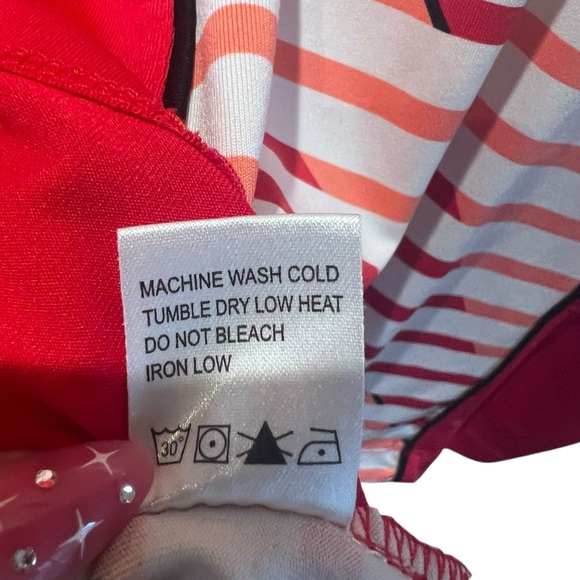 MACHINE WASH COLD
TUMBLE DRY LOW HEAT
DO NOT BLEACH
IRON LOW
30°